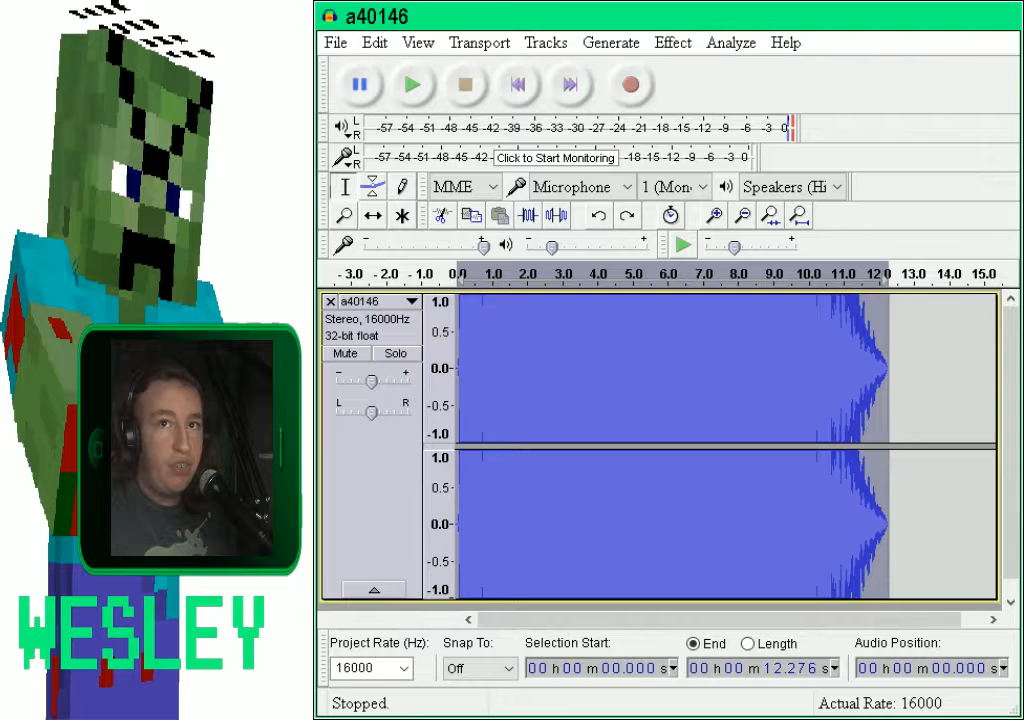 a40146
File Edit View Transport Tracks Generate Effect Analyze Help
L
R
-57 -54 -51 -48 -45 -42 -39 -36 -33 -30 -27 -24 -21 -18 -15 -12 -9 -6 -3 0
L
R
-57 -54 -51 -48 -45 -42 Click to Start Monitoring -18 -15 -12 -9 -6 -3 0
MME Microphone 1 (Mon Speakers (Hi
- 3.0 - 2.0 - 1.0 0.0 1.0 2.0 3.0 4.0 5.0 6.0 7.0 8.0 9.0 10.0 11.0 12.0 13.0 14.0 15.0
a40146
Stereo, 16000Hz
32-bit float
Mute Solo
- +
L R
1.0
0.5-
0.0-
-0.5-
-1.0
1.0
0.5-
0.0-
-0.5-
-1.0
WESLEY
Project Rate (Hz): Snap To: Selection Start: End Length Audio Position:
16000 Off 00 h 00 m 00.000 s 00 h 00 m 12.276 s 00 h 00 m 00.000 s
Stopped. Actual Rate: 16000